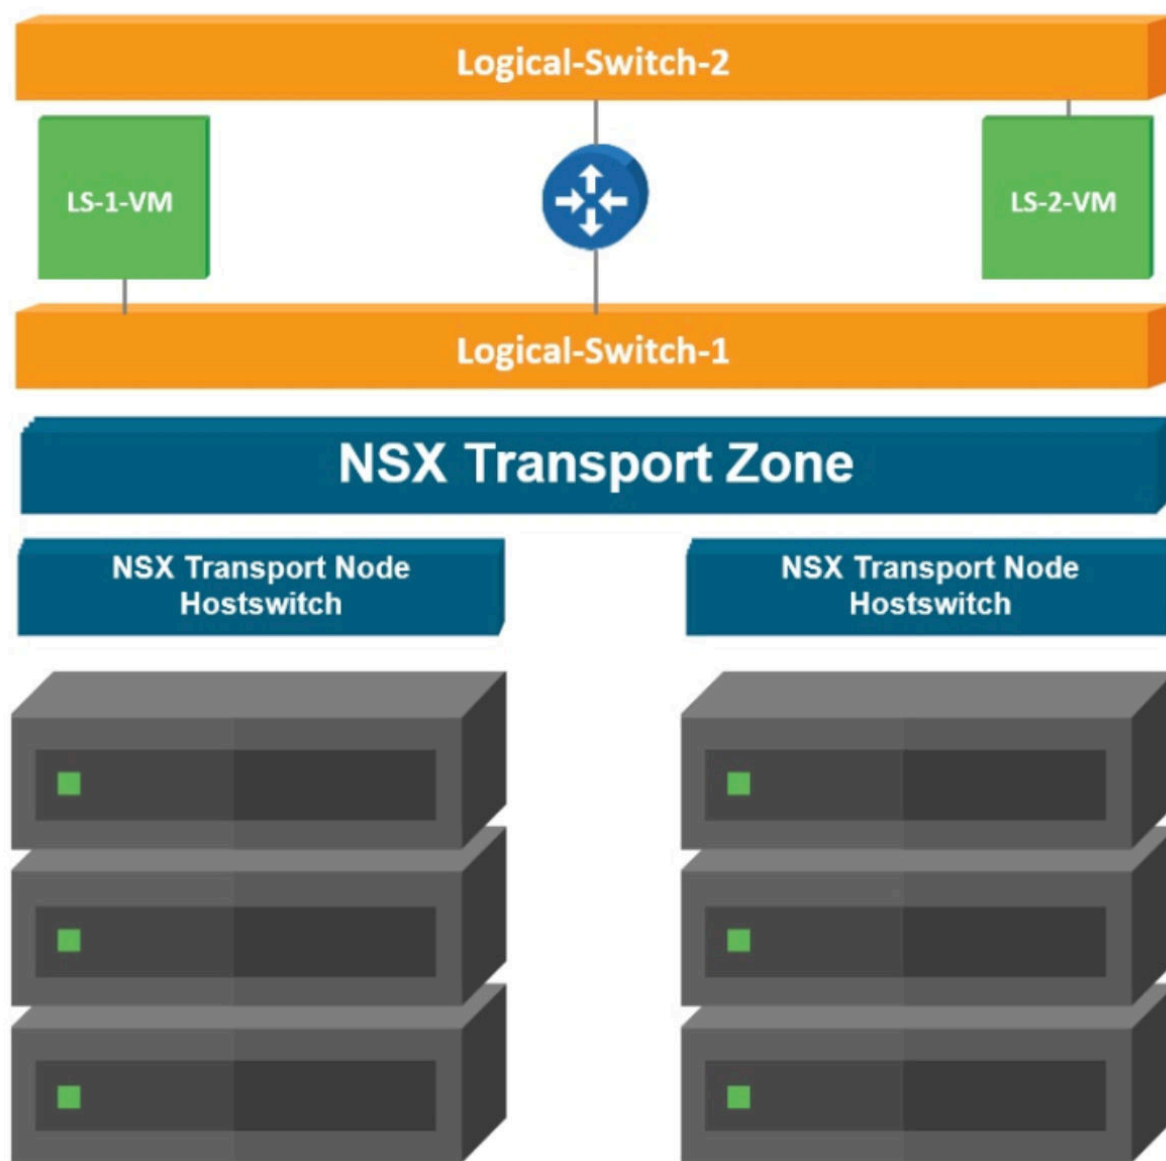 Logical-Switch-2
LS-1-VM
LS-2-VM
Logical-Switch-1
NSX Transport Zone
NSX Transport Node
Hostswitch
NSX Transport Node
Hostswitch